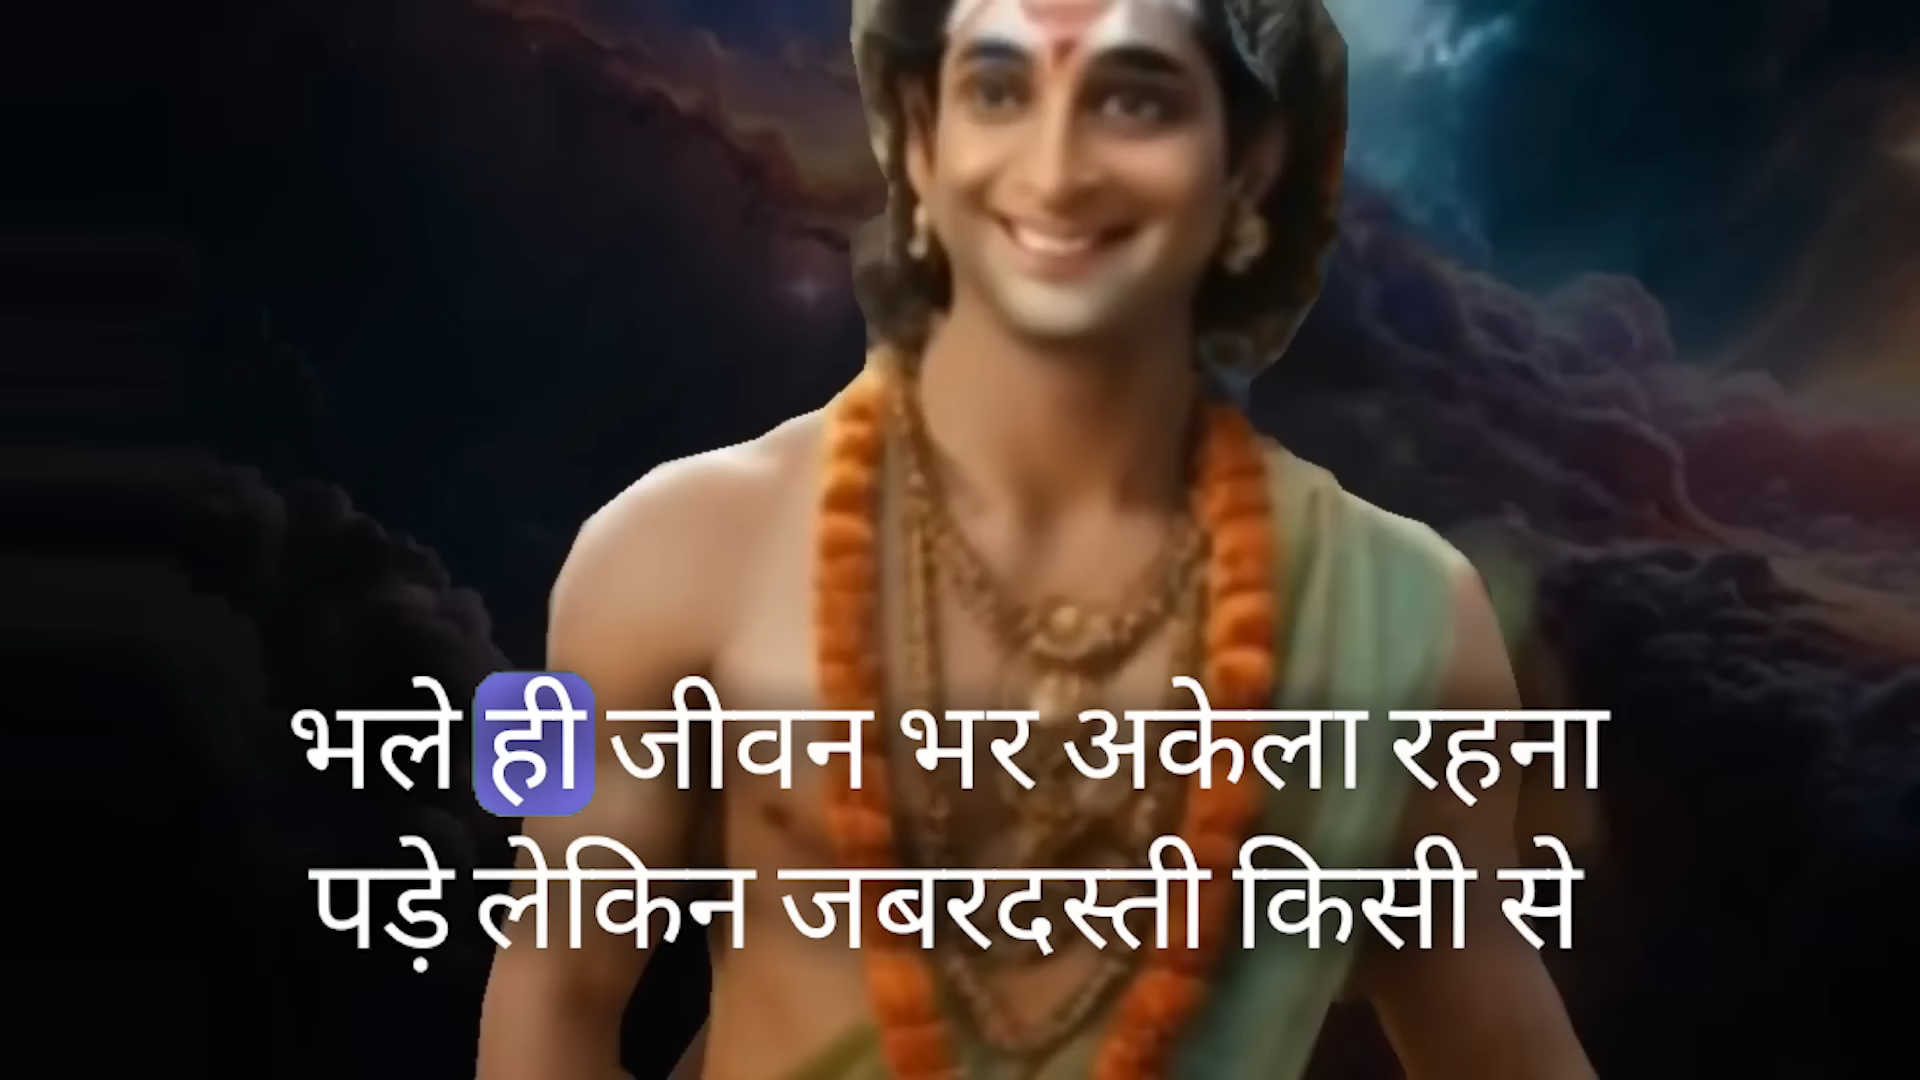 भले ही जीवन भर अकेला रहना
पड़े लेकिन जबरदस्ती किसी से